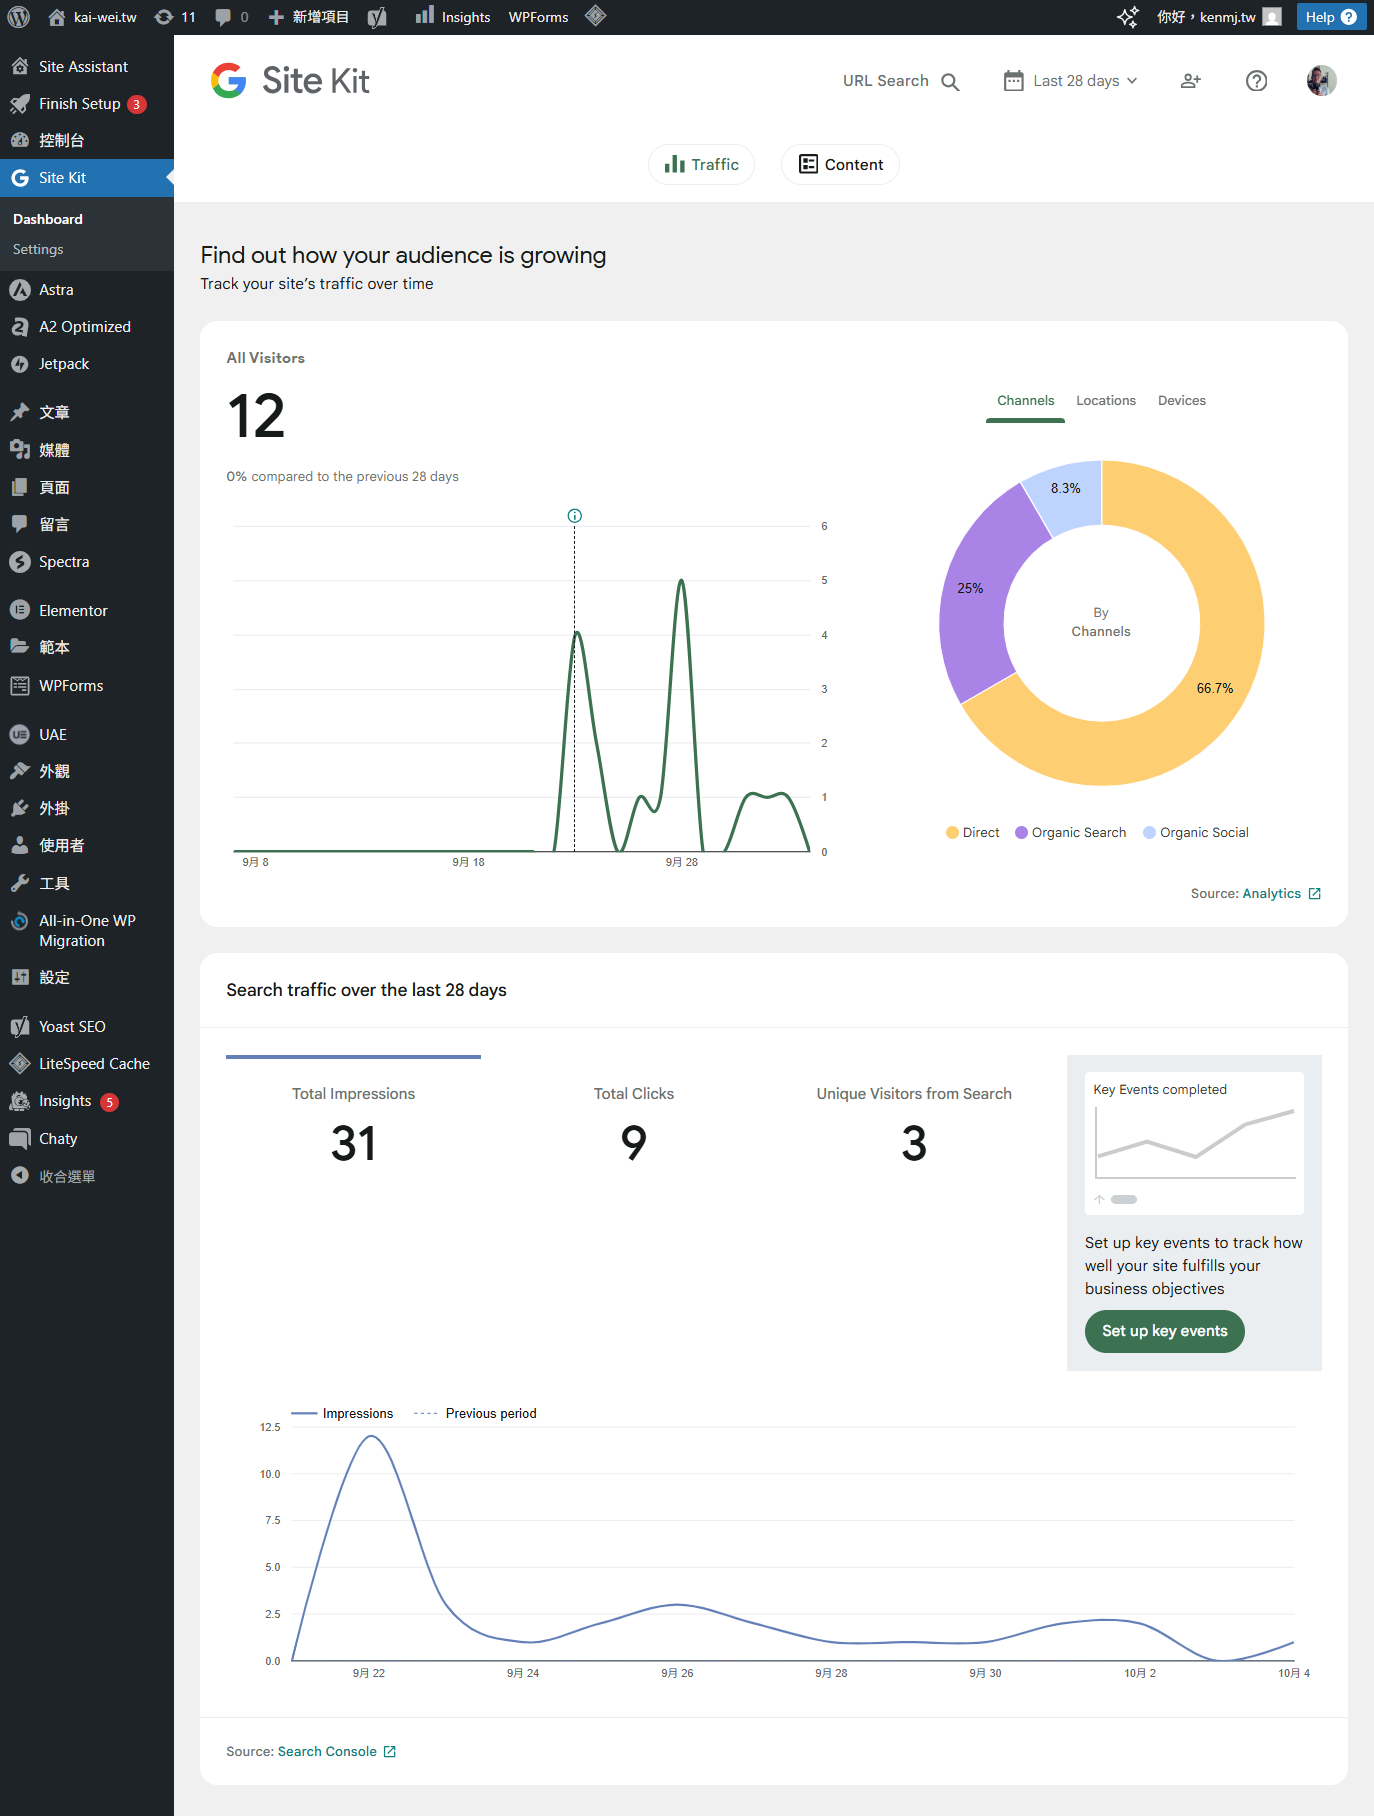 kai-wei.tw
11
0
新增項目
Insights
WPForms
你好，kenmj.tw
Help
Site Assistant
Finish Setup 3
控制台
Site Kit
Dashboard
Settings
Astra
A2 Optimized
Jetpack
文章
媒體
頁面
留言
Spectra
Elementor
範本
WPForms
UAE
外觀
外掛
使用者
工具
All-in-One WP
Migration
設定
Yoast SEO
LiteSpeed Cache
Insights 5
Chaty
收合選單
Site Kit
URL Search
Last 28 days
Traffic
Content
Find out how your audience is growing
Track your site's traffic over time
All Visitors
12
0% compared to the previous 28 days
6
5
4
3
2
1
0
9月 8
9月 18
9月 28
Channels
Locations
Devices
8.3%
25%
66.7%
By
Channels
Direct
Organic Search
Organic Social
Source: Analytics
Search traffic over the last 28 days
Total Impressions
31
Total Clicks
9
Unique Visitors from Search
3
Key Events completed
Set up key events to track how
well your site fulfills your
business objectives
Set up key events
Impressions
Previous period
12.5
10.0
7.5
5.0
2.5
0.0
9月 22
9月 24
9月 26
9月 28
9月 30
10月 2
10月 4
Source: Search Console